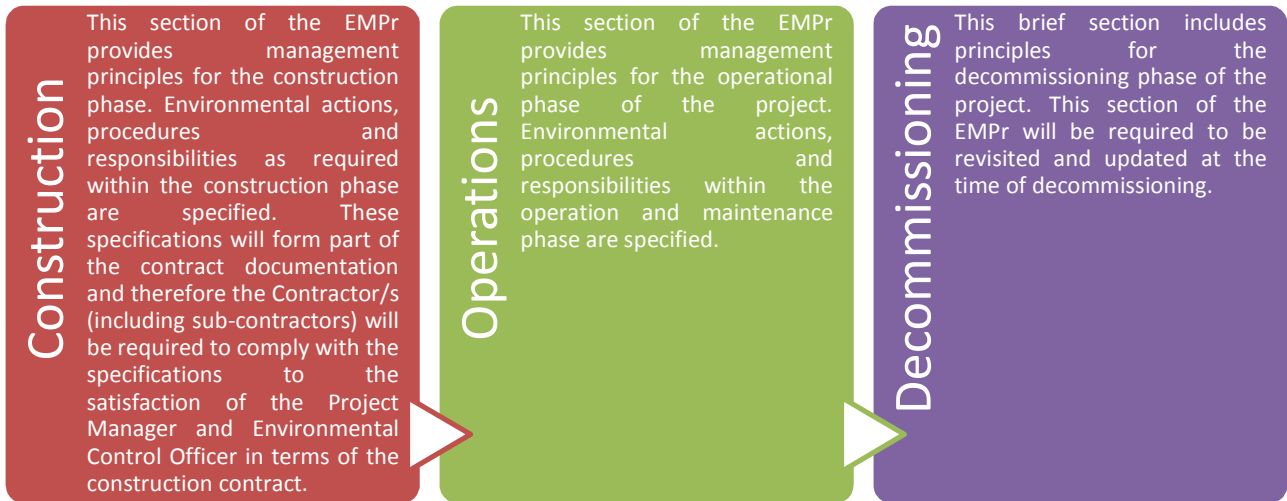 Construction
This section of the EMPr
provides management
principles for the construction
phase. Environmental actions,
procedures and
responsibilities as required
within the construction phase
are specified. These
specifications will form part of
the contract documentation
and therefore the Contractor/s
(including sub-contractors) will
be required to comply with the
specifications to the
satisfaction of the Project
Manager and Environmental
Control Officer in terms of the
construction contract.
Operations
This section of the EMPr
provides management
principles for the operational
phase of the project.
Environmental actions,
procedures and
responsibilities within the
operation and maintenance
phase are specified.
Decommissioning
This brief section includes
principles for the
decommissioning phase of the
project. This section of the
EMPr will be required to be
revisited and updated at the
time of decommissioning.